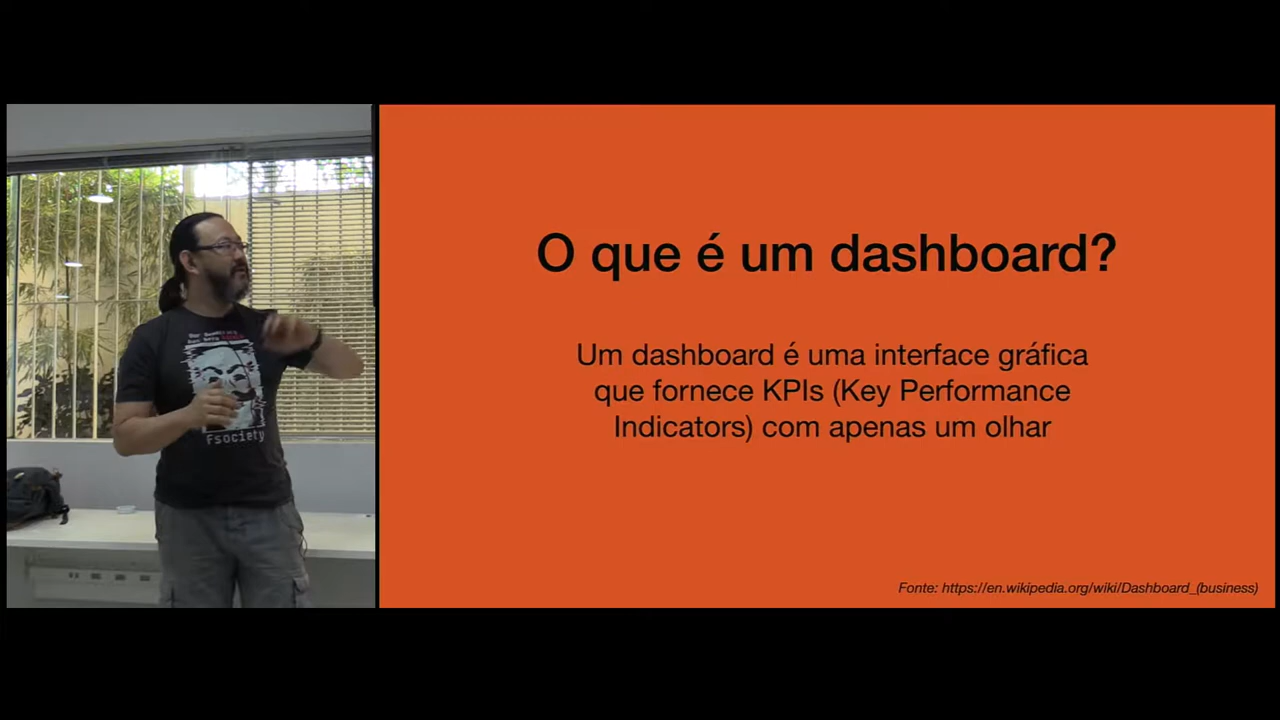 O que é um dashboard?
Um dashboard é uma interface gráfica
que fornece KPIs (Key Performance
Indicators) com apenas um olhar
Fonte: https://en.wikipedia.org/wiki/Dashboard_(business)
Fsociety